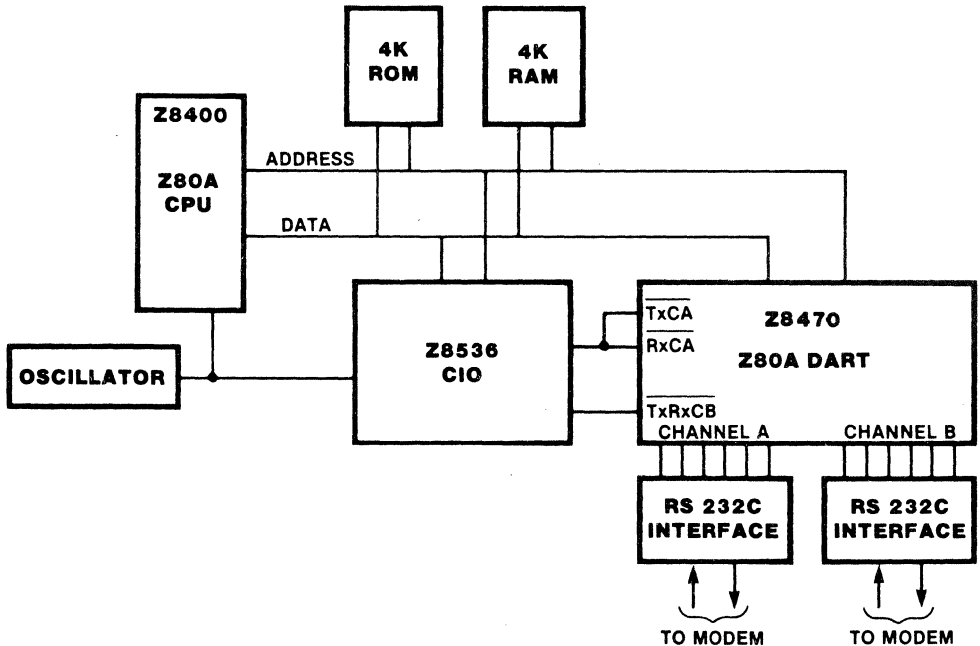 4K
ROM
4K
RAM
Z8400
Z80A
CPU
ADDRESS
DATA
OSCILLATOR
Z8536
CIO
TxCA
RxCA
TxRxCB
Z8470
Z80A DART
CHANNEL A
CHANNEL B
RS 232C
INTERFACE
RS 232C
INTERFACE
TO MODEM
TO MODEM